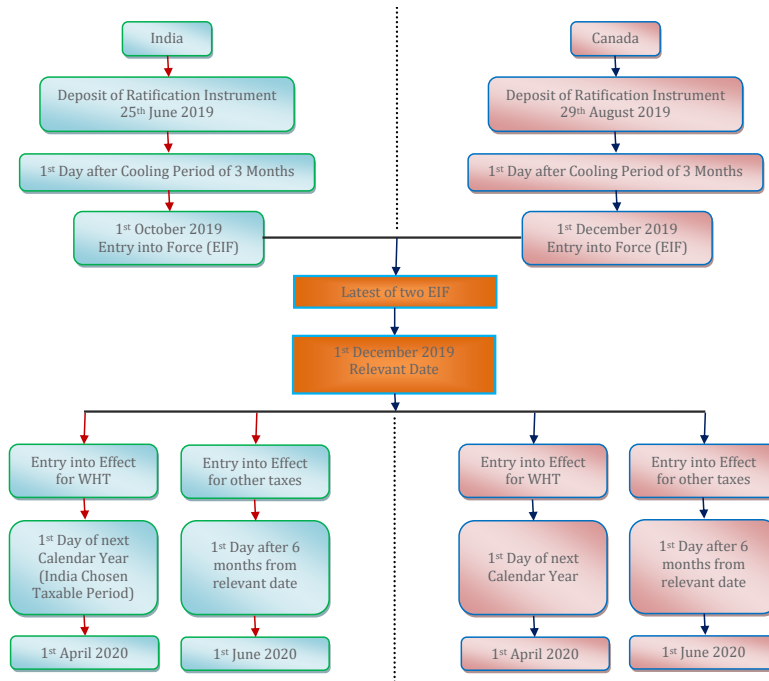 India
Canada
Deposit of Ratification Instrument
25th June 2019
Deposit of Ratification Instrument
29th August 2019
1st Day after Cooling Period of 3 Months
1st Day after Cooling Period of 3 Months
1st October 2019
Entry into Force (EIF)
1st December 2019
Entry into Force (EIF)
Latest of two EIF
1st December 2019
Relevant Date
Entry into Effect
for WHT
Entry into Effect
for other taxes
Entry into Effect
for WHT
Entry into Effect
for other taxes
1st Day of next
Calendar Year
(India Chosen
Taxable Period)
1st Day after 6
months from
relevant date
1st Day of next
Calendar Year
1st Day after 6
months from
relevant date
1st April 2020
1st June 2020
1st April 2020
1st June 2020